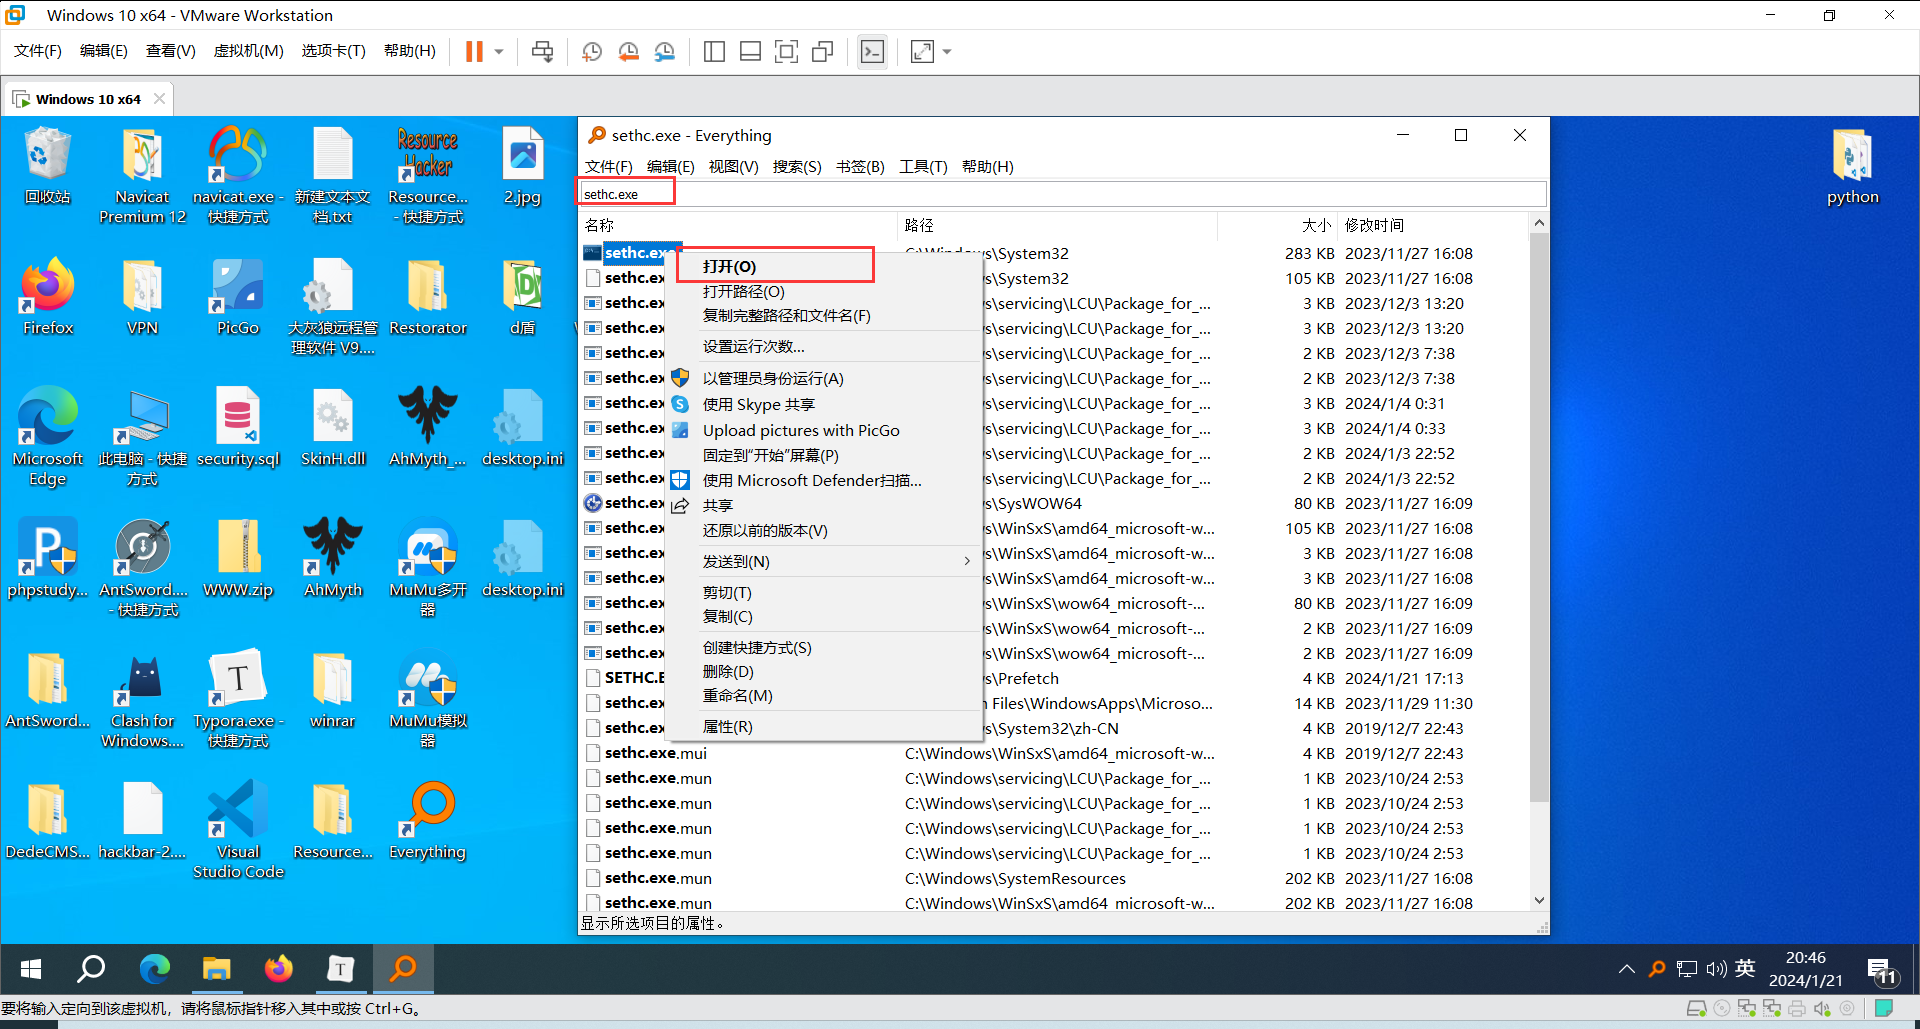 Windows 10 x64 - VMware Workstation
文件(F) 编辑(E) 查看(V) 虚拟机(M) 选项卡(T) 帮助(H)
Windows 10 x64
回收站
Navicat Premium 12
navicat.exe - 快捷方式
新建文本文档.txt
Resource Hacker
Resource... - 快捷方式
2.jpg
Firefox
VPN
PicGo
大灰狼远程管理软件 V9....
Restorator
d盾
Microsoft Edge
此电脑 - 快捷方式
security.sql
SkinH.dll
AhMyth_...
desktop.ini
phpstudy...
AntSword.... - 快捷方式
WWW.zip
AhMyth
MuMu多开器
desktop.ini
AntSword...
Clash for Windows....
Typora.exe - 快捷方式
winrar
MuMu模拟器
DedeCMS...
hackbar-2....
Visual Studio Code
Resource...
Everything
python
sethc.exe - Everything
文件(F) 编辑(E) 视图(V) 搜索(S) 书签(B) 工具(T) 帮助(H)
sethc.exe
名称 路径 大小 修改时间
sethc.exe C:\Windows\System32 283 KB 2023/11/27 16:08
sethc.ex s\System32 105 KB 2023/11/27 16:08
sethc.ex s\servicing\LCU\Package_for_... 3 KB 2023/12/3 13:20
sethc.ex s\servicing\LCU\Package_for_... 3 KB 2023/12/3 13:20
sethc.ex s\servicing\LCU\Package_for_... 2 KB 2023/12/3 7:38
sethc.ex s\servicing\LCU\Package_for_... 2 KB 2023/12/3 7:38
sethc.ex s\servicing\LCU\Package_for_... 3 KB 2024/1/4 0:31
sethc.ex s\servicing\LCU\Package_for_... 3 KB 2024/1/4 0:33
sethc.ex s\servicing\LCU\Package_for_... 2 KB 2024/1/3 22:52
sethc.ex s\servicing\LCU\Package_for_... 2 KB 2024/1/3 22:52
sethc.ex s\SysWOW64 80 KB 2023/11/27 16:09
sethc.ex s\WinSxS\amd64_microsoft-w... 105 KB 2023/11/27 16:08
sethc.ex s\WinSxS\amd64_microsoft-w... 3 KB 2023/11/27 16:08
sethc.ex s\WinSxS\amd64_microsoft-w... 3 KB 2023/11/27 16:08
sethc.ex s\WinSxS\wow64_microsoft-... 80 KB 2023/11/27 16:09
sethc.ex s\WinSxS\wow64_microsoft-... 2 KB 2023/11/27 16:09
sethc.ex s\WinSxS\wow64_microsoft-... 2 KB 2023/11/27 16:09
SETHC.E s\Prefetch 4 KB 2024/1/21 17:13
sethc.ex Files\WindowsApps\Microso... 14 KB 2023/11/29 11:30
sethc.ex s\System32\zh-CN 4 KB 2019/12/7 22:43
sethc.exe.mui C:\Windows\WinSxS\amd64_microsoft-w... 4 KB 2019/12/7 22:43
sethc.exe.mun C:\Windows\servicing\LCU\Package_for_... 1 KB 2023/10/24 2:53
sethc.exe.mun C:\Windows\servicing\LCU\Package_for_... 1 KB 2023/10/24 2:53
sethc.exe.mun C:\Windows\servicing\LCU\Package_for_... 1 KB 2023/10/24 2:53
sethc.exe.mun C:\Windows\servicing\LCU\Package_for_... 1 KB 2023/10/24 2:53
sethc.exe.mun C:\Windows\SystemResources 202 KB 2023/11/27 16:08
sethc.exe.mun C:\Windows\WinSxS\amd64_microsoft-w... 202 KB 2023/11/27 16:08
打开(O)
打开路径(O)
复制完整路径和文件名(F)
设置运行次数...
以管理员身份运行(A)
使用 Skype 共享
Upload pictures with PicGo
固定到"开始"屏幕(P)
使用 Microsoft Defender扫描...
共享
还原以前的版本(V)
发送到(N)
剪切(T)
复制(C)
创建快捷方式(S)
删除(D)
重命名(M)
属性(R)
显示所选项目的属性。
英
20:46
2024/1/21
11
要将输入定向到该虚拟机，请将鼠标指针移入其中或按 Ctrl+G。